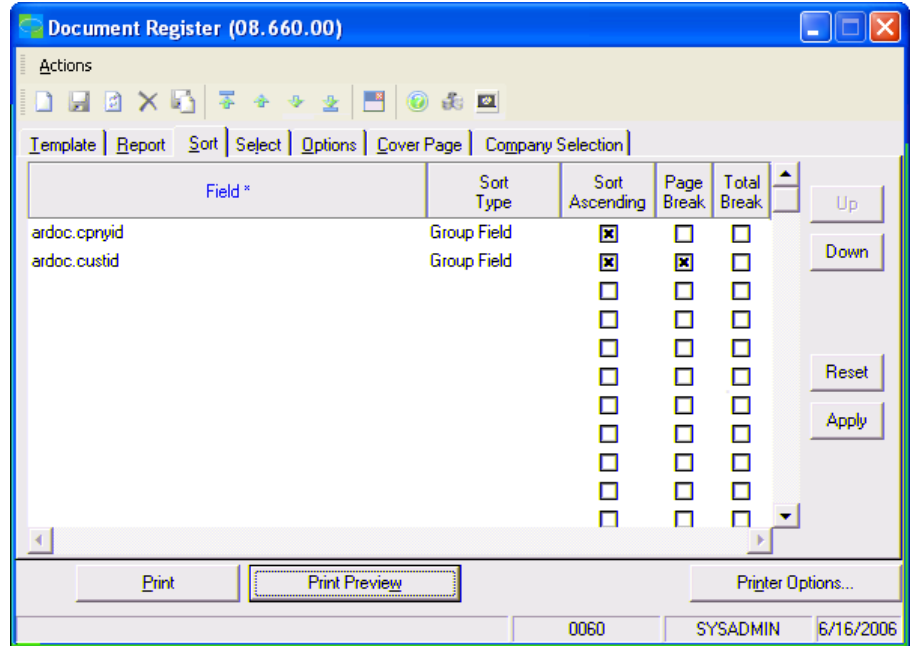 Document Register (08.660.00)
Actions
Template Report Sort Select Options Cover Page Company Selection
Field * Sort Type Sort Ascending Page Break Total Break
Up
ardoc.cpnyid Group Field
Down
ardoc.custid Group Field
Reset
Apply
Print Print Preview Printer Options...
0060 SYSADMIN 6/16/2006